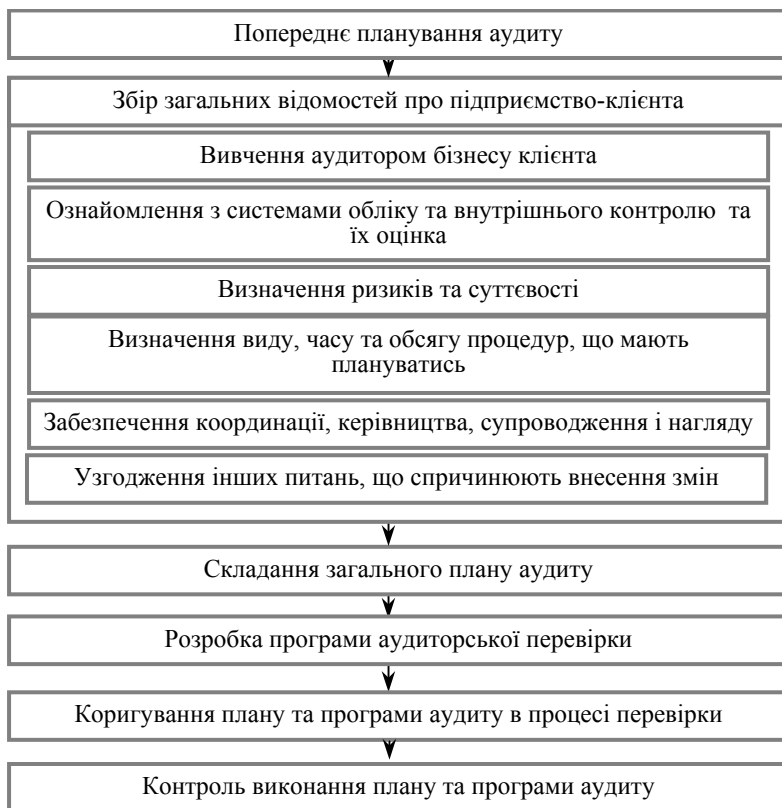 Попереднє планування аудиту
Збір загальних відомостей про підприємство-клієнта
Вивчення аудитором бізнесу клієнта
Ознайомлення з системами обліку та внутрішнього контролю та
їх оцінка
Визначення ризиків та суттєвості
Визначення виду, часу та обсягу процедур, що мають
плануватись
Забезпечення координації, керівництва, супроводження і нагляду
Узгодження інших питань, що спричинюють внесення змін
Складання загального плану аудиту
Розробка програми аудиторської перевірки
Коригування плану та програми аудиту в процесі перевірки
Контроль виконання плану та програми аудиту